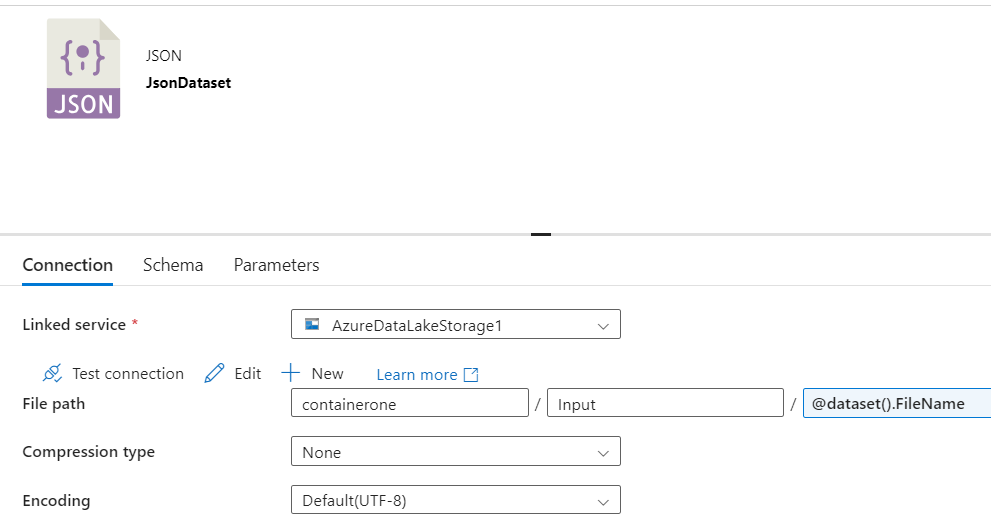 JSON
JSON
JsonDataset
Connection Schema Parameters
Linked service * AzureDataLakeStorage1
Test connection Edit New Learn more
File path containerone / Input / @dataset().FileName
Compression type None
Encoding Default(UTF-8)